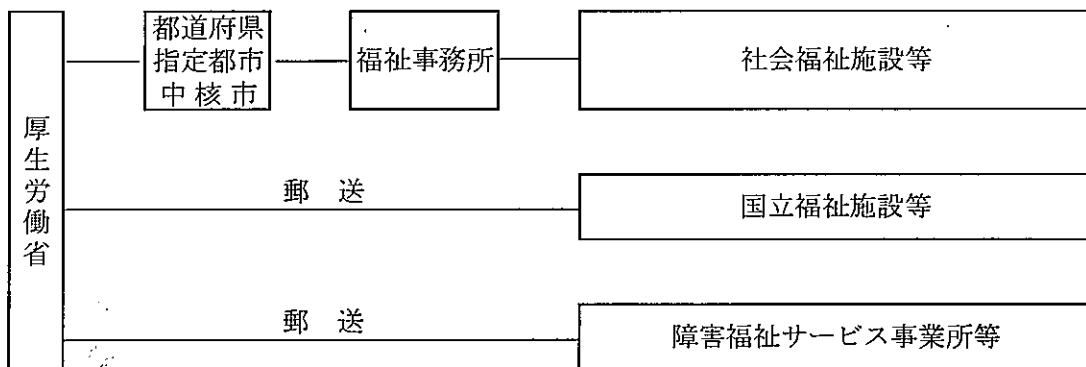 厚生労働省
都道府県
指定都市
中核市
福祉事務所
社会福祉施設等
郵送
国立福祉施設等
郵送
障害福祉サービス事業所等